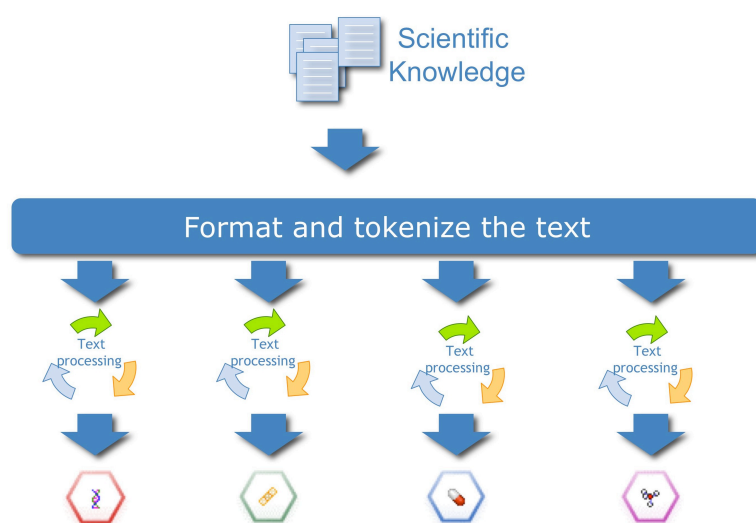 Scientific
Knowledge
Format and tokenize the text
Text
processing
Text
processing
Text
processing
Text
processing